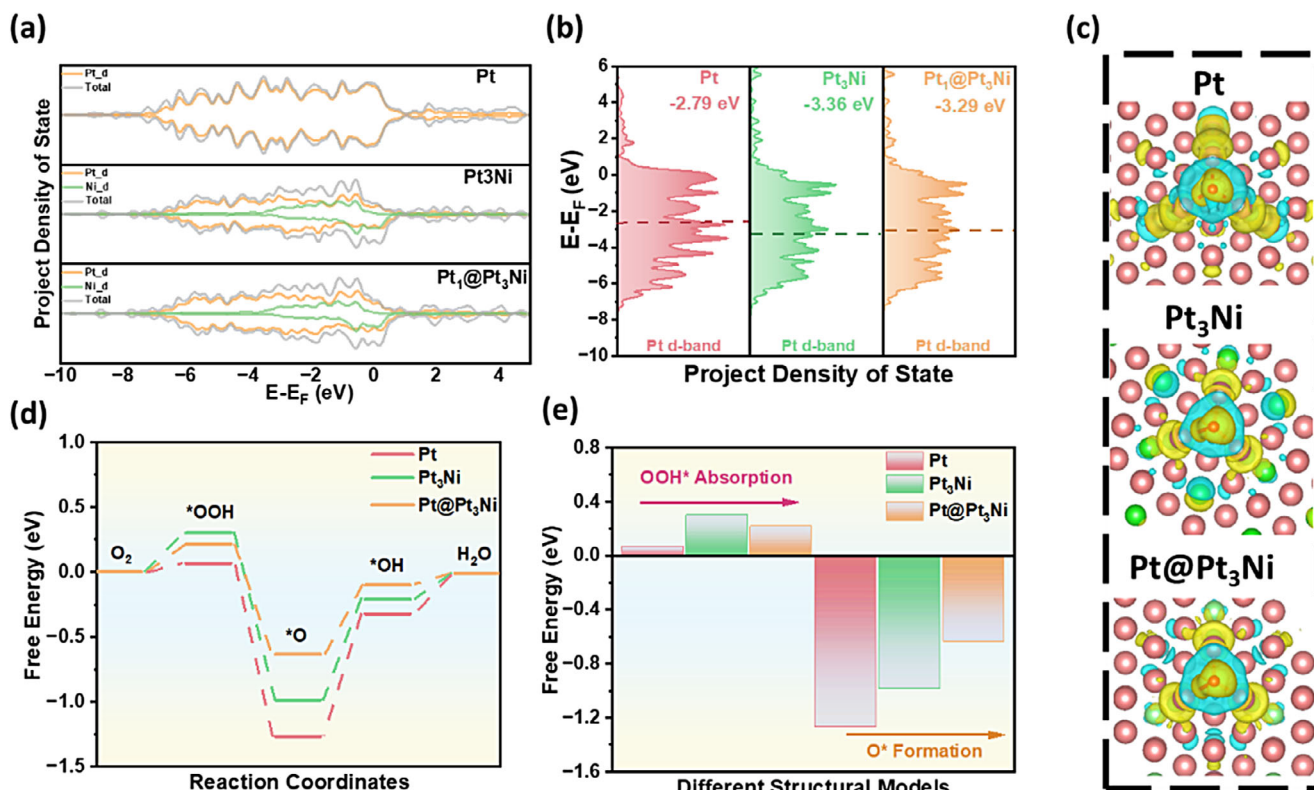 (a)
Project Density of State
Pt_d
Total
Pt
Pt_d
Ni_d
Total
Pt3Ni
Pt_d
Ni_d
Total
Pt₁@Pt₃Ni
−10 −8 −6 −4 −2 0 2 4
E-E_F (eV)
(b)
E-E_F (eV)
6
4
2
0
−2
−4
−6
−8
−10
Pt
-2.79 eV
Pt₃Ni
-3.36 eV
Pt₁@Pt₃Ni
-3.29 eV
Pt d-band
Pt d-band
Pt d-band
Project Density of State
(c)
Pt
Pt₃Ni
Pt@Pt₃Ni
(d)
Free Energy (eV)
1.0
0.5
0.0
−0.5
−1.0
−1.5
Pt
Pt₃Ni
Pt@Pt₃Ni
O₂
*OOH
*O
*OH
H₂O
Reaction Coordinates
(e)
Free Energy (eV)
0.8
0.4
0.0
−0.4
−0.8
−1.2
−1.6
OOH* Absorption
Pt
Pt₃Ni
Pt@Pt₃Ni
O* Formation
Different Structural Models